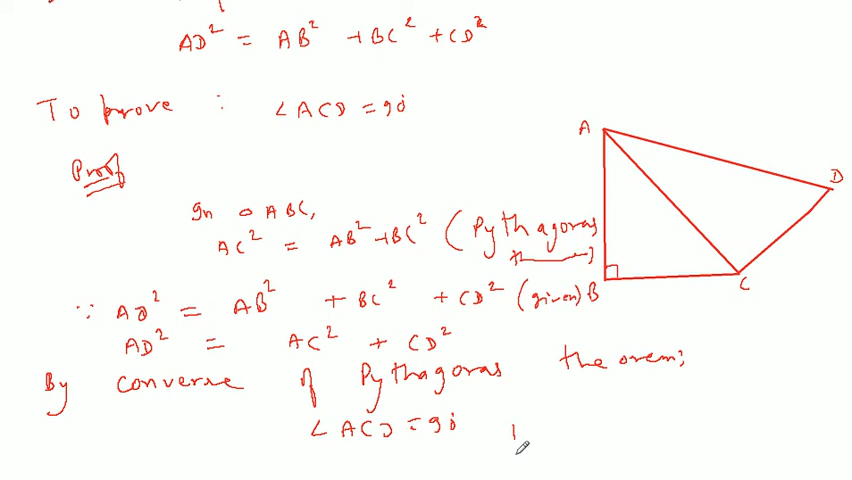 AD² = AB² + BC² + CD²
To prove : ∠ACD = 90°
Proof
In △ ABC,
AC² = AB² + BC² (Pythagoras
∵ AD² = AB² + BC² + CD² (given)
AD² = AC² + CD²
By converse of Pythagoras theorem;
∠ACD = 90°
A
D
B
C